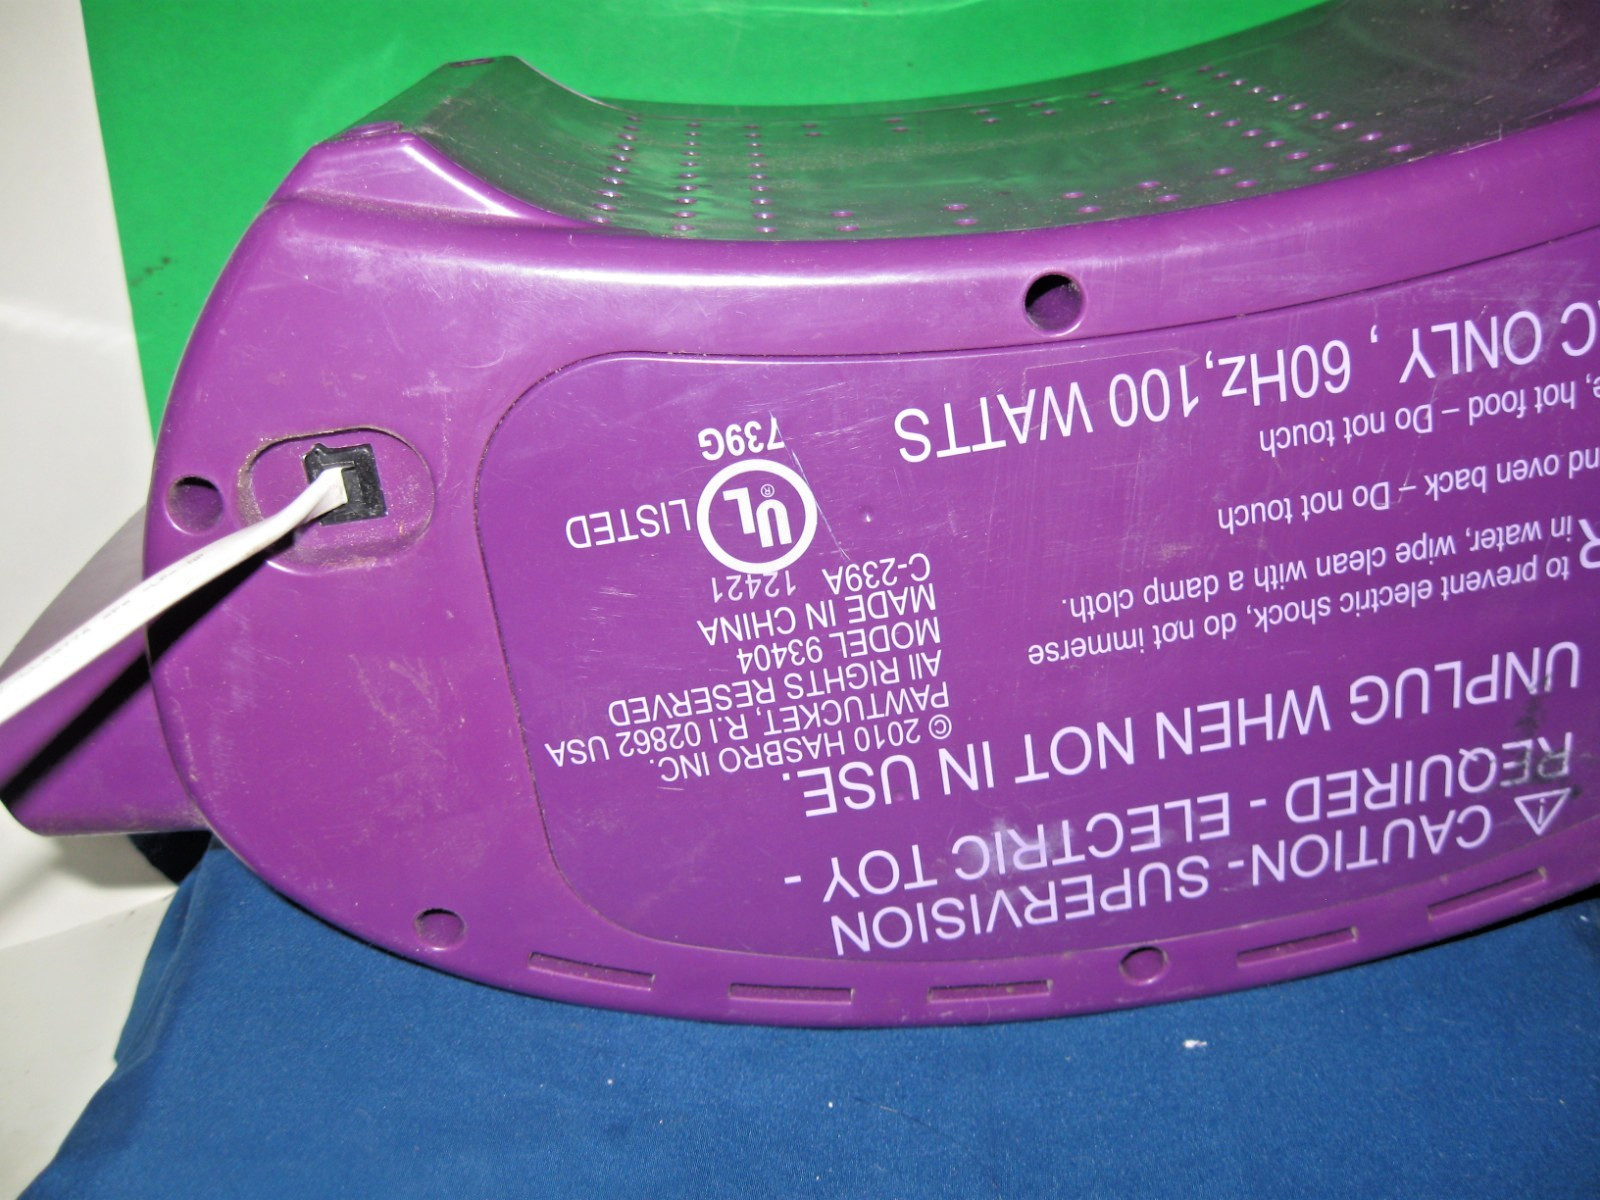 ⚠ CAUTION - SUPERVISION
REQUIRED - ELECTRIC TOY -
UNPLUG WHEN NOT IN USE.
to prevent electric shock, do not immerse
in water, wipe clean with a damp cloth.
oven back – Do not touch
hot food – Do not touch
ONLY , 60Hz, 100 WATTS
© 2010 HASBRO INC.
PAWTUCKET, R.I 02862 USA
All RIGHTS RESERVED
MODEL 93404
MADE IN CHINA
C-239A 12421
UL ® LISTED
739G